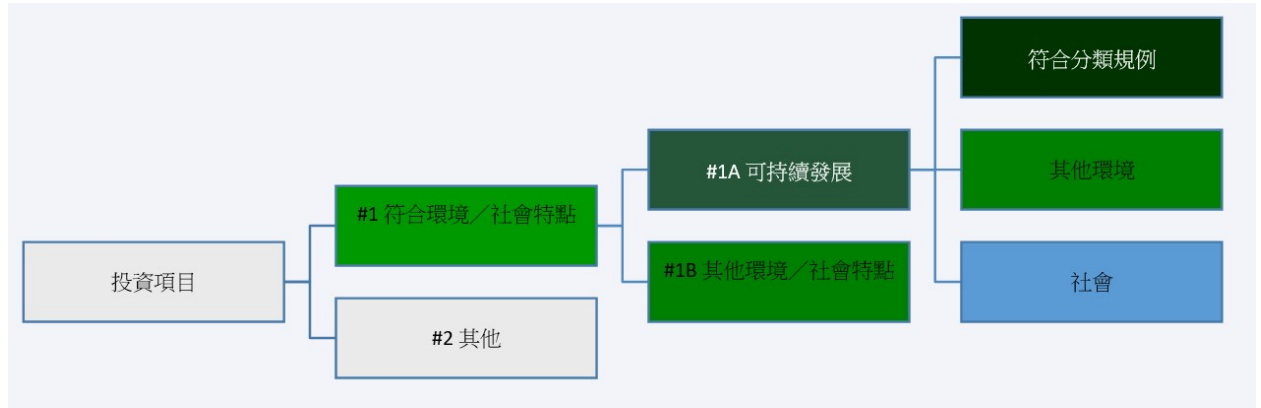 符合分類規例
#1A 可持續發展
其他環境
#1 符合環境／社會特點
投資項目
#1B 其他環境／社會特點
社會
#2 其他